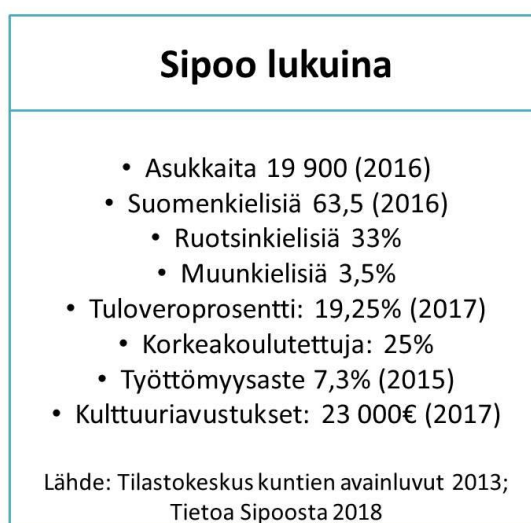 Sipoo lukuina
• Asukkaita 19 900 (2016)
• Suomenkielisiä 63,5 (2016)
• Ruotsinkielisiä 33%
• Muunkielisiä 3,5%
• Tuloveroprosentti: 19,25% (2017)
• Korkeakoulutettuja: 25%
• Työttömyysaste 7,3% (2015)
• Kulttuuriavustukset: 23 000€ (2017)
Lähde: Tilastokeskus kuntien avainluvut 2013;
Tietoa Sipoosta 2018